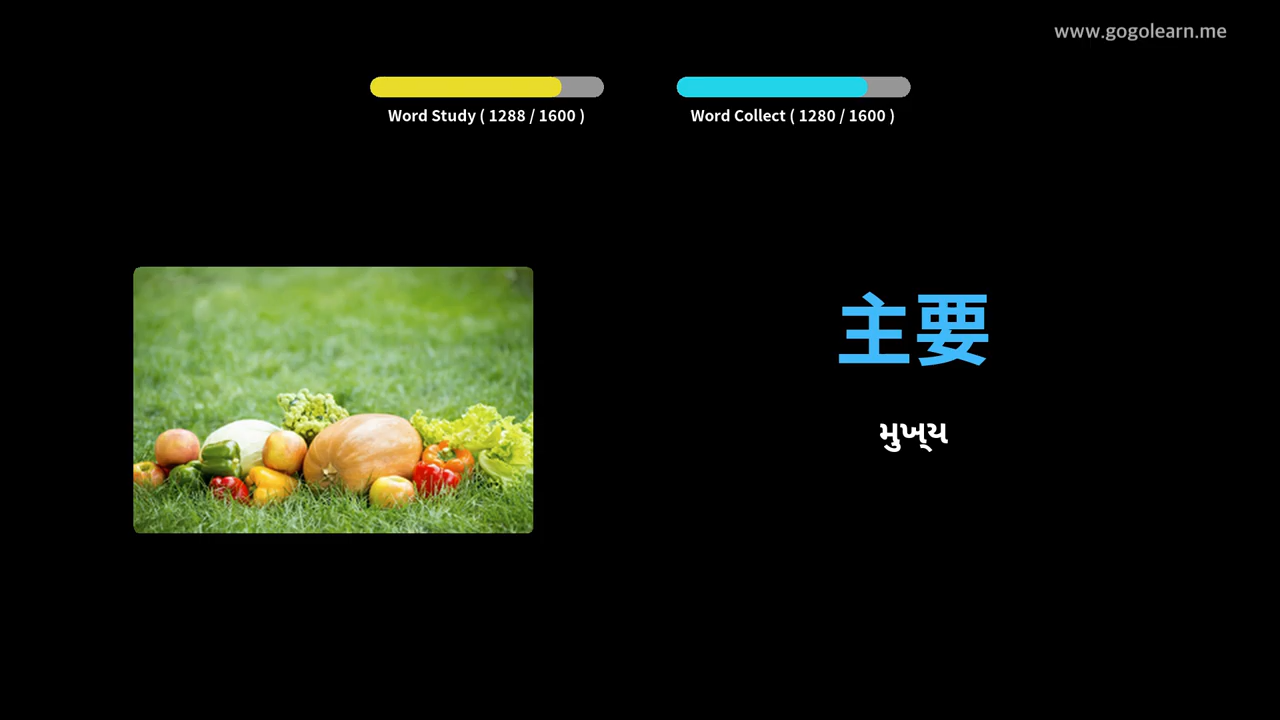 www.gogolearn.me
Word Study ( 1288 / 1600 )
Word Collect ( 1280 / 1600 )
主要
મુખ્ય